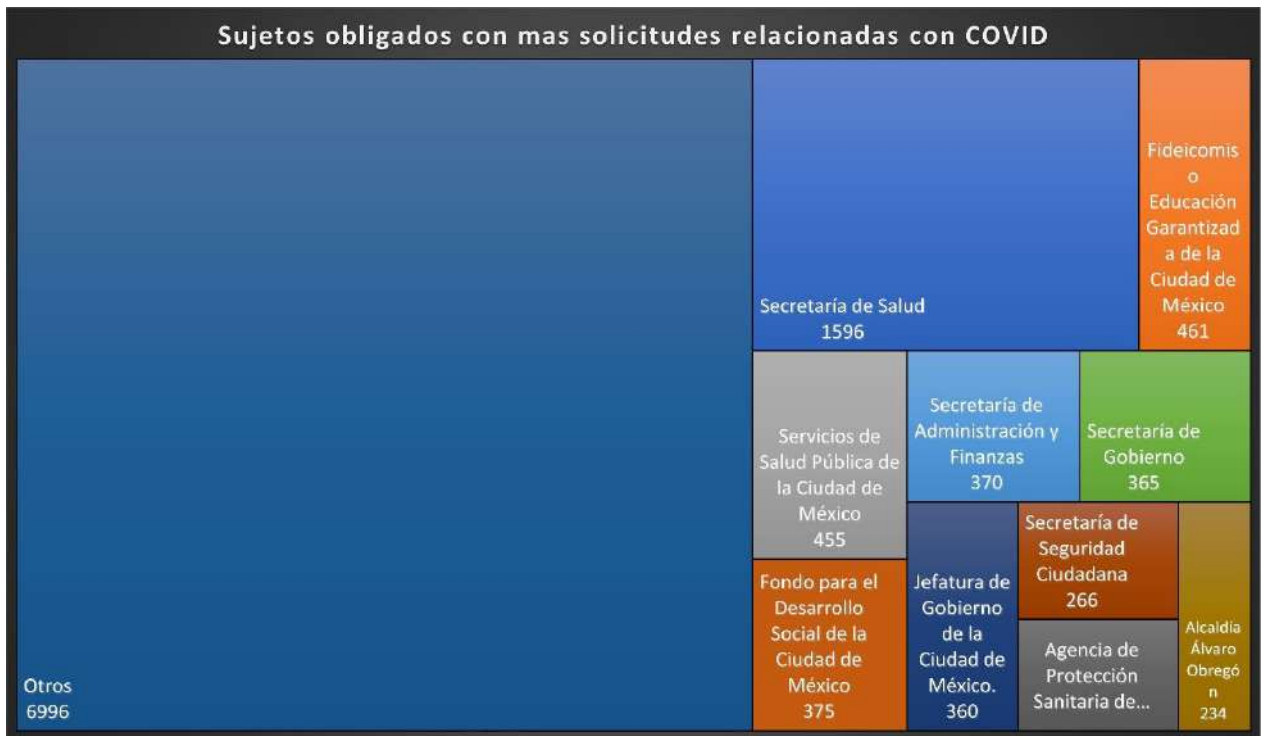 Sujetos obligados con mas solicitudes relacionadas con COVID
Otros
6996
Secretaría de Salud
1596
Fideicomis
o
Educación
Garantizad
a de la
Ciudad de
México
461
Servicios de
Salud Pública de
la Ciudad de
México
455
Secretaría de
Administración y
Finanzas
370
Secretaría de
Gobierno
365
Fondo para el
Desarrollo
Social de la
Ciudad de
México
375
Jefatura de
Gobierno
de la
Ciudad de
México.
360
Secretaría de
Seguridad
Ciudadana
266
Agencia de
Protección
Sanitaria de...
Alcaldía
Álvaro
Obregó
n
234